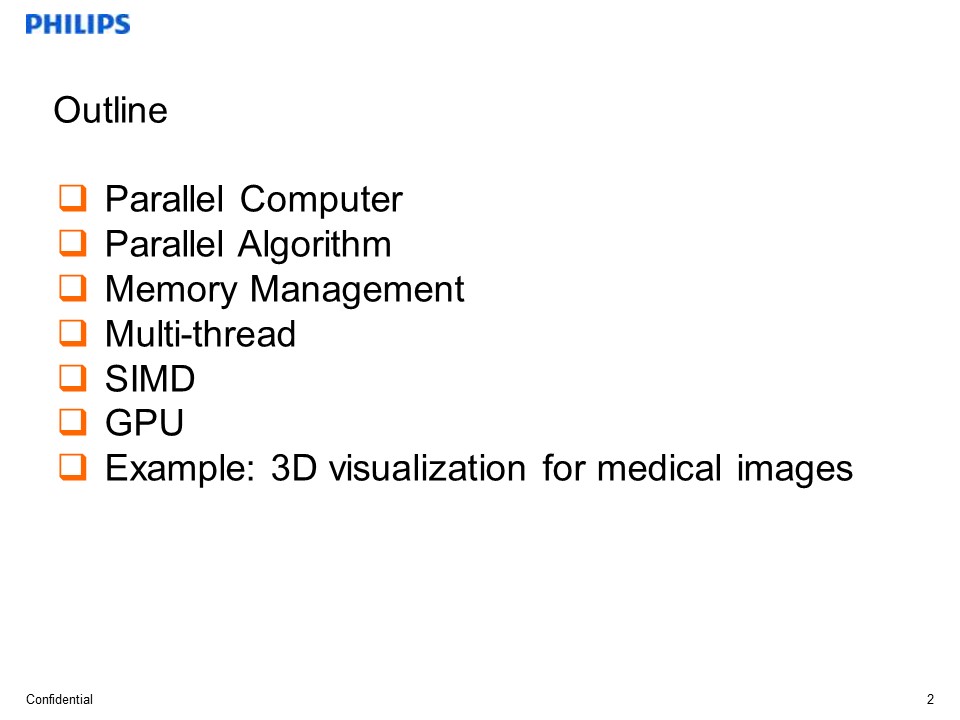 PHILIPS
Outline
Parallel Computer
Parallel Algorithm
Memory Management
Multi-thread
SIMD
GPU
Example: 3D visualization for medical images
Confidential 2